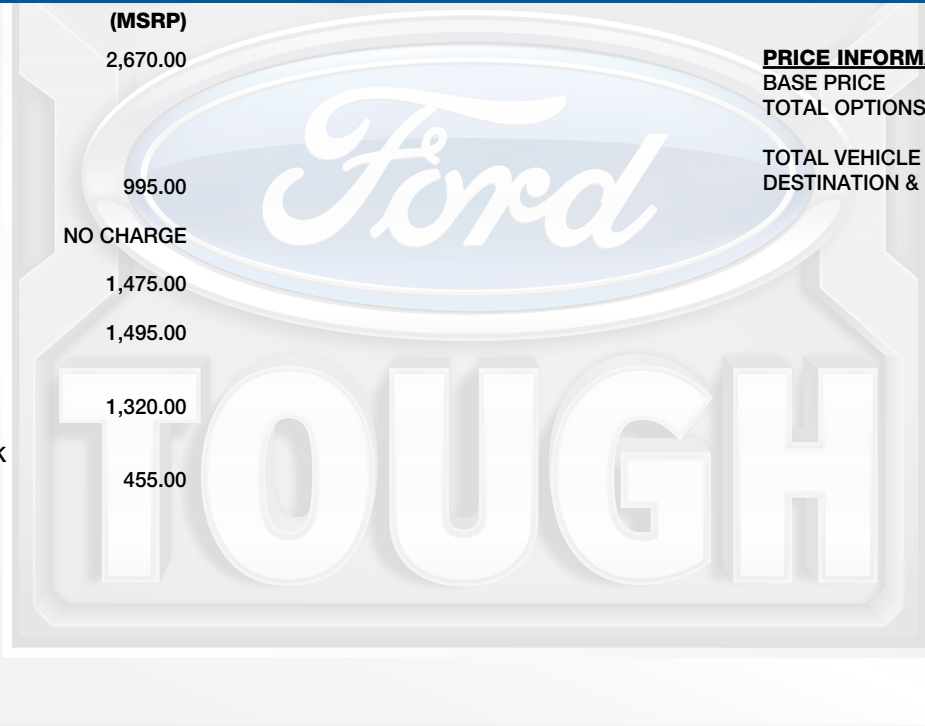 (MSRP)
2,670.00
995.00
NO CHARGE
1,475.00
1,495.00
1,320.00
K
455.00
PRICE INFORMA
BASE PRICE
TOTAL OPTIONS
TOTAL VEHICLE
DESTINATION &
Ford
TOUGH